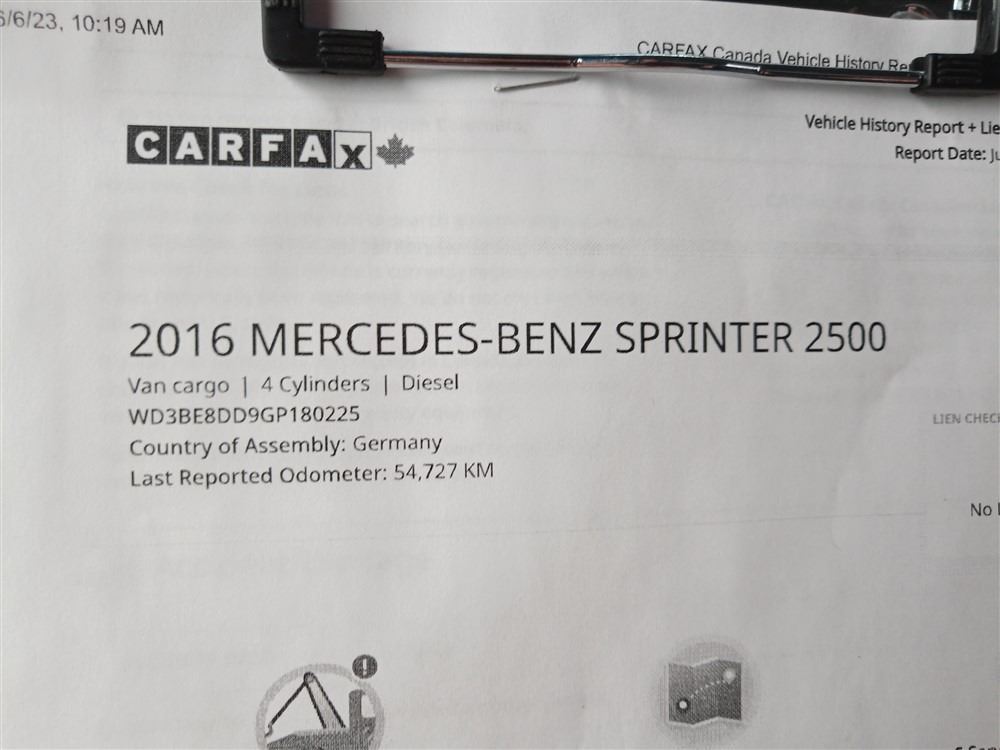 6/6/23, 10:19 AM
CARFAX Canada Vehicle History Re
CARFAX
Vehicle History Report + Lie
Report Date: Ju
2016 MERCEDES-BENZ SPRINTER 2500
Van cargo | 4 Cylinders | Diesel
WD3BE8DD9GP180225
Country of Assembly: Germany
Last Reported Odometer: 54,727 KM
LIEN CHECK
No